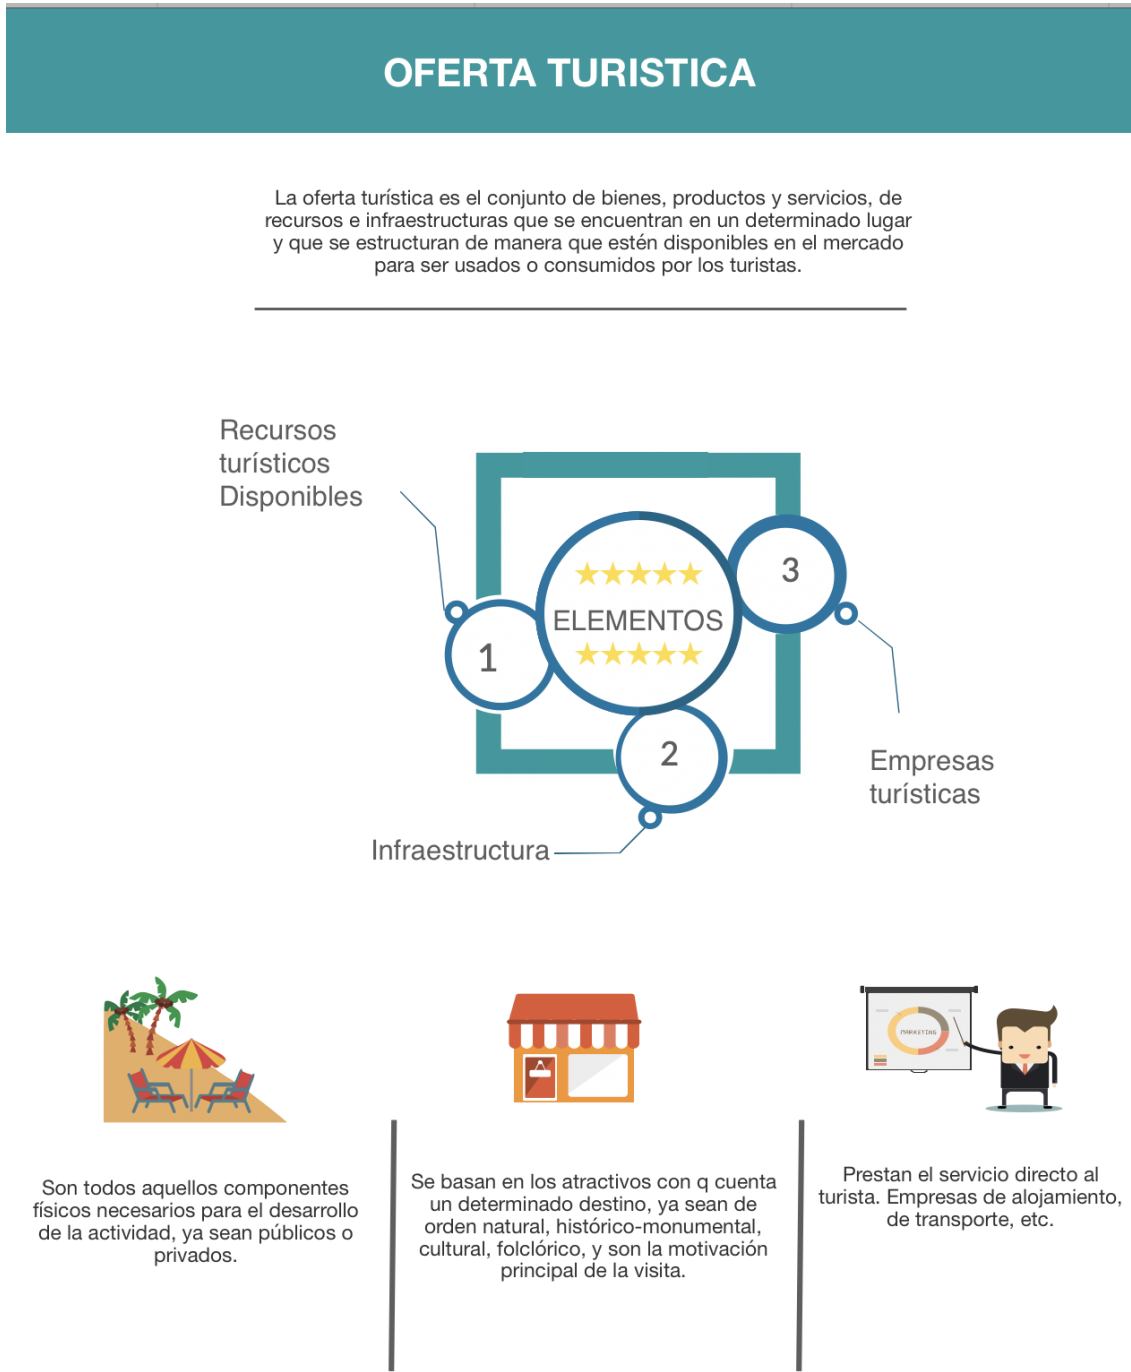 OFERTA TURISTICA
La oferta turística es el conjunto de bienes, productos y servicios, de
recursos e infraestructuras que se encuentran en un determinado lugar
y que se estructuran de manera que estén disponibles en el mercado
para ser usados o consumidos por los turistas.
Recursos
turísticos
Disponibles
1
ELEMENTOS
3
2
Empresas
turísticas
Infraestructura
MARKETING
Son todos aquellos componentes
físicos necesarios para el desarrollo
de la actividad, ya sean públicos o
privados.
Se basan en los atractivos con q cuenta
un determinado destino, ya sean de
orden natural, histórico-monumental,
cultural, folclórico, y son la motivación
principal de la visita.
Prestan el servicio directo al
turista. Empresas de alojamiento,
de transporte, etc.